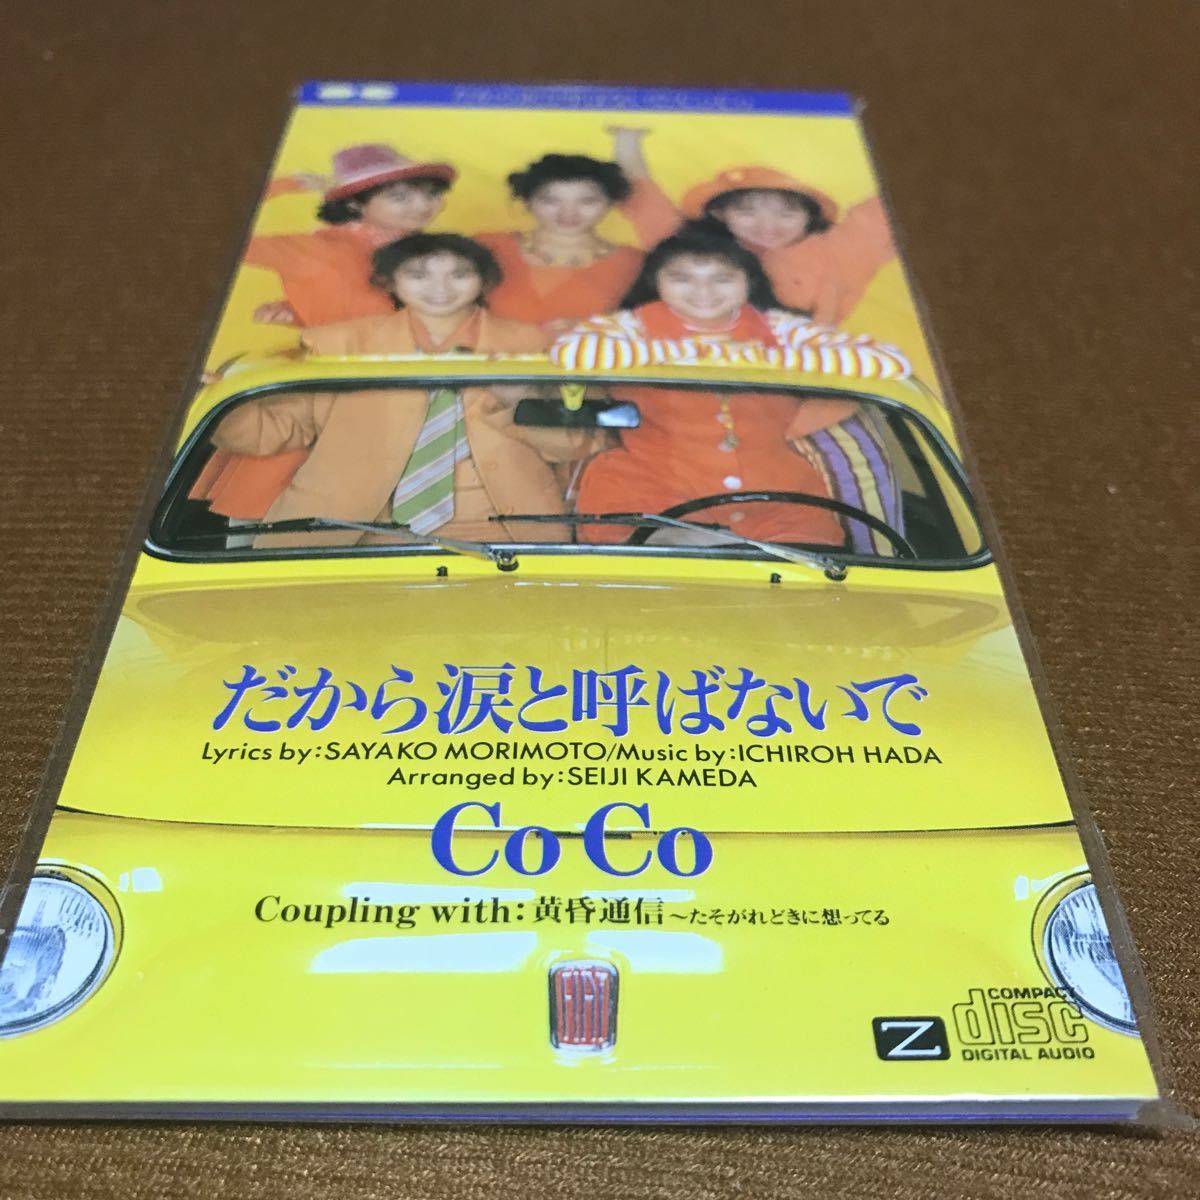 だから涙と呼ばないで
Lyrics by:SAYAKO MORIMOTO/Music by:ICHIROH HADA
Arranged by:SEIJI KAMEDA
CoCo
Coupling with:黄昏通信～たそがれどきに想ってる
FIAT
Z
COMPACT
disc
DIGITAL AUDIO